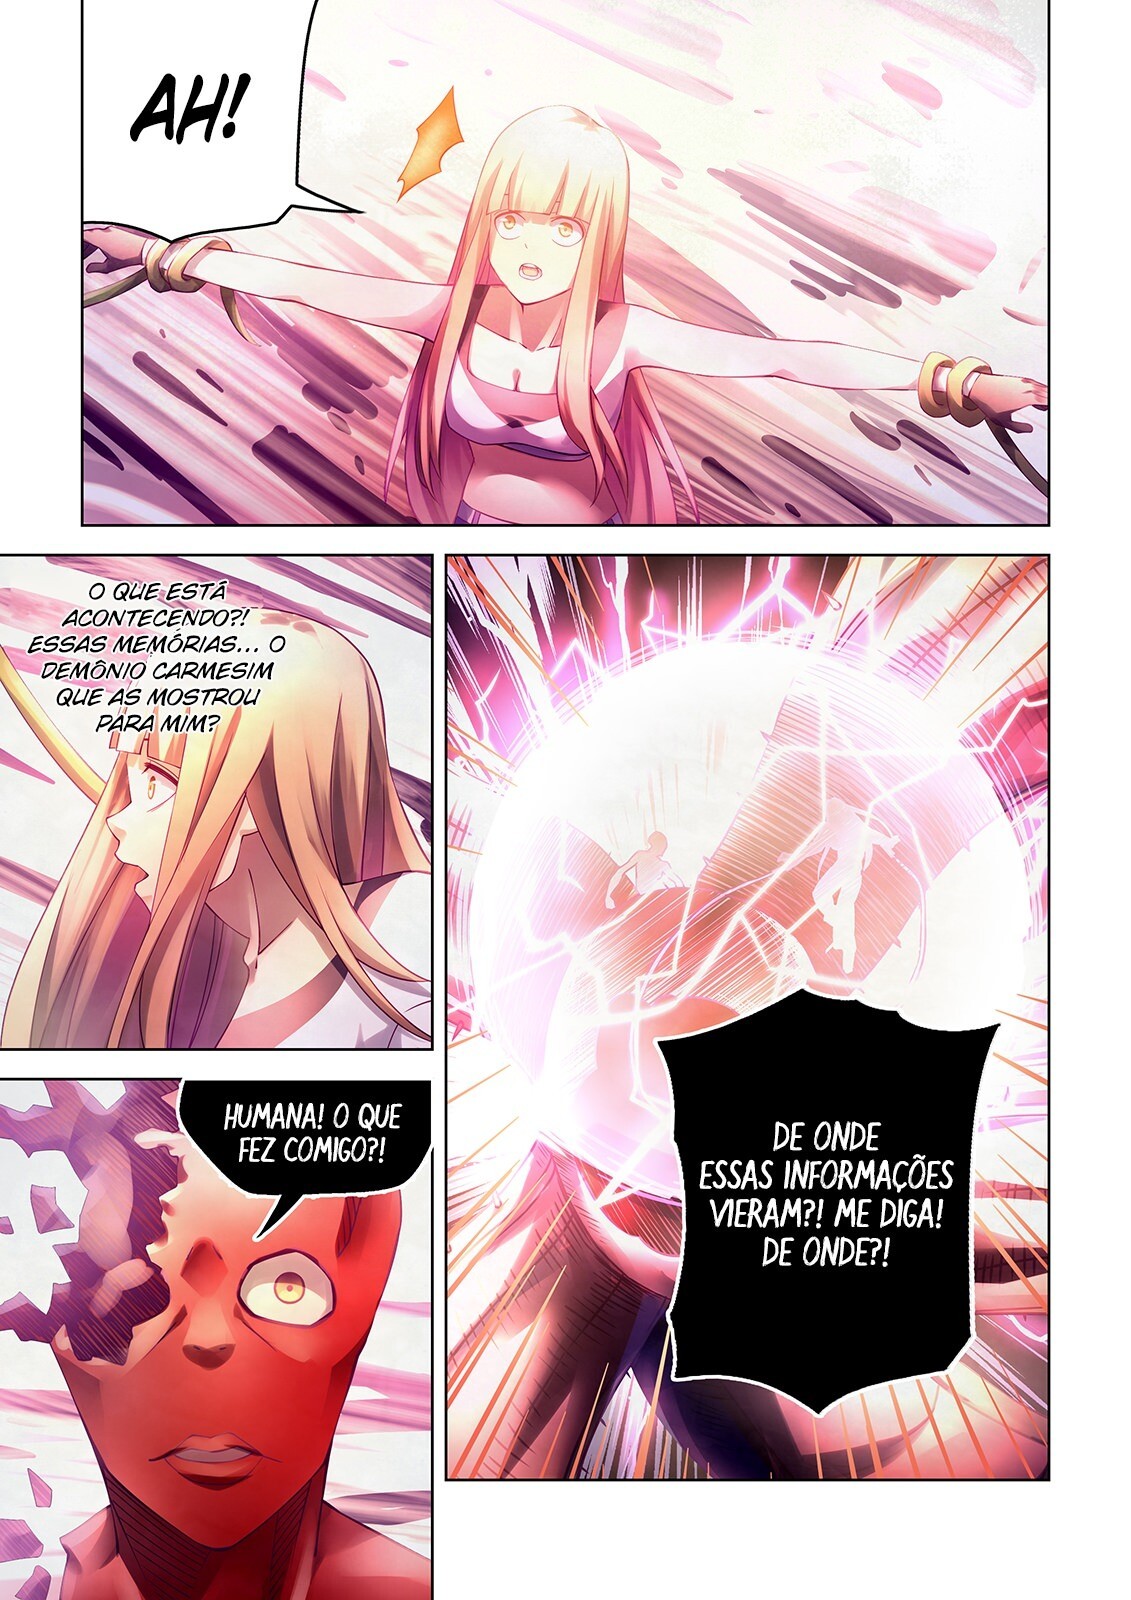 AH!
DE ONDE
ESSAS INFORMAÇÕES
VIERAM?! ME DIGA!
DE ONDE?!
O QUE ESTÁ
ACONTECENDO?!
ESSAS MEMÓRIAS... O
DEMÔNIO CARMESIM
QUE AS MOSTROU
PARA MIM?
HUMANA! O QUE
FEZ COMIGO?!